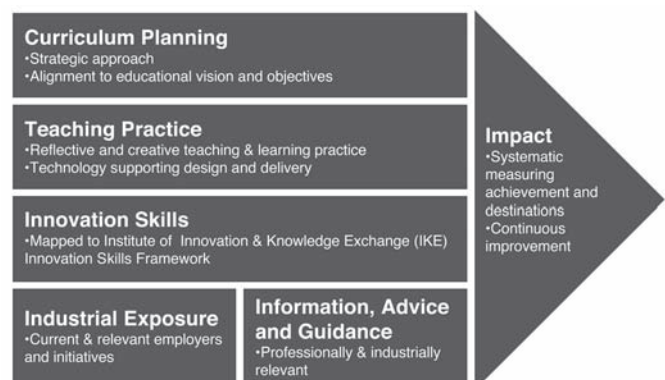 Curriculum Planning
•Strategic approach
•Alignment to educational vision and objectives
Teaching Practice
•Reflective and creative teaching & learning practice
•Technology supporting design and delivery
Innovation Skills
•Mapped to Institute of Innovation & Knowledge Exchange (IKE)
Innovation Skills Framework
Industrial Exposure
•Current & relevant employers
and initiatives
Information, Advice
and Guidance
•Professionally & industrially
relevant
Impact
•Systematic
measuring
achievement and
destinations
•Continuous
improvement